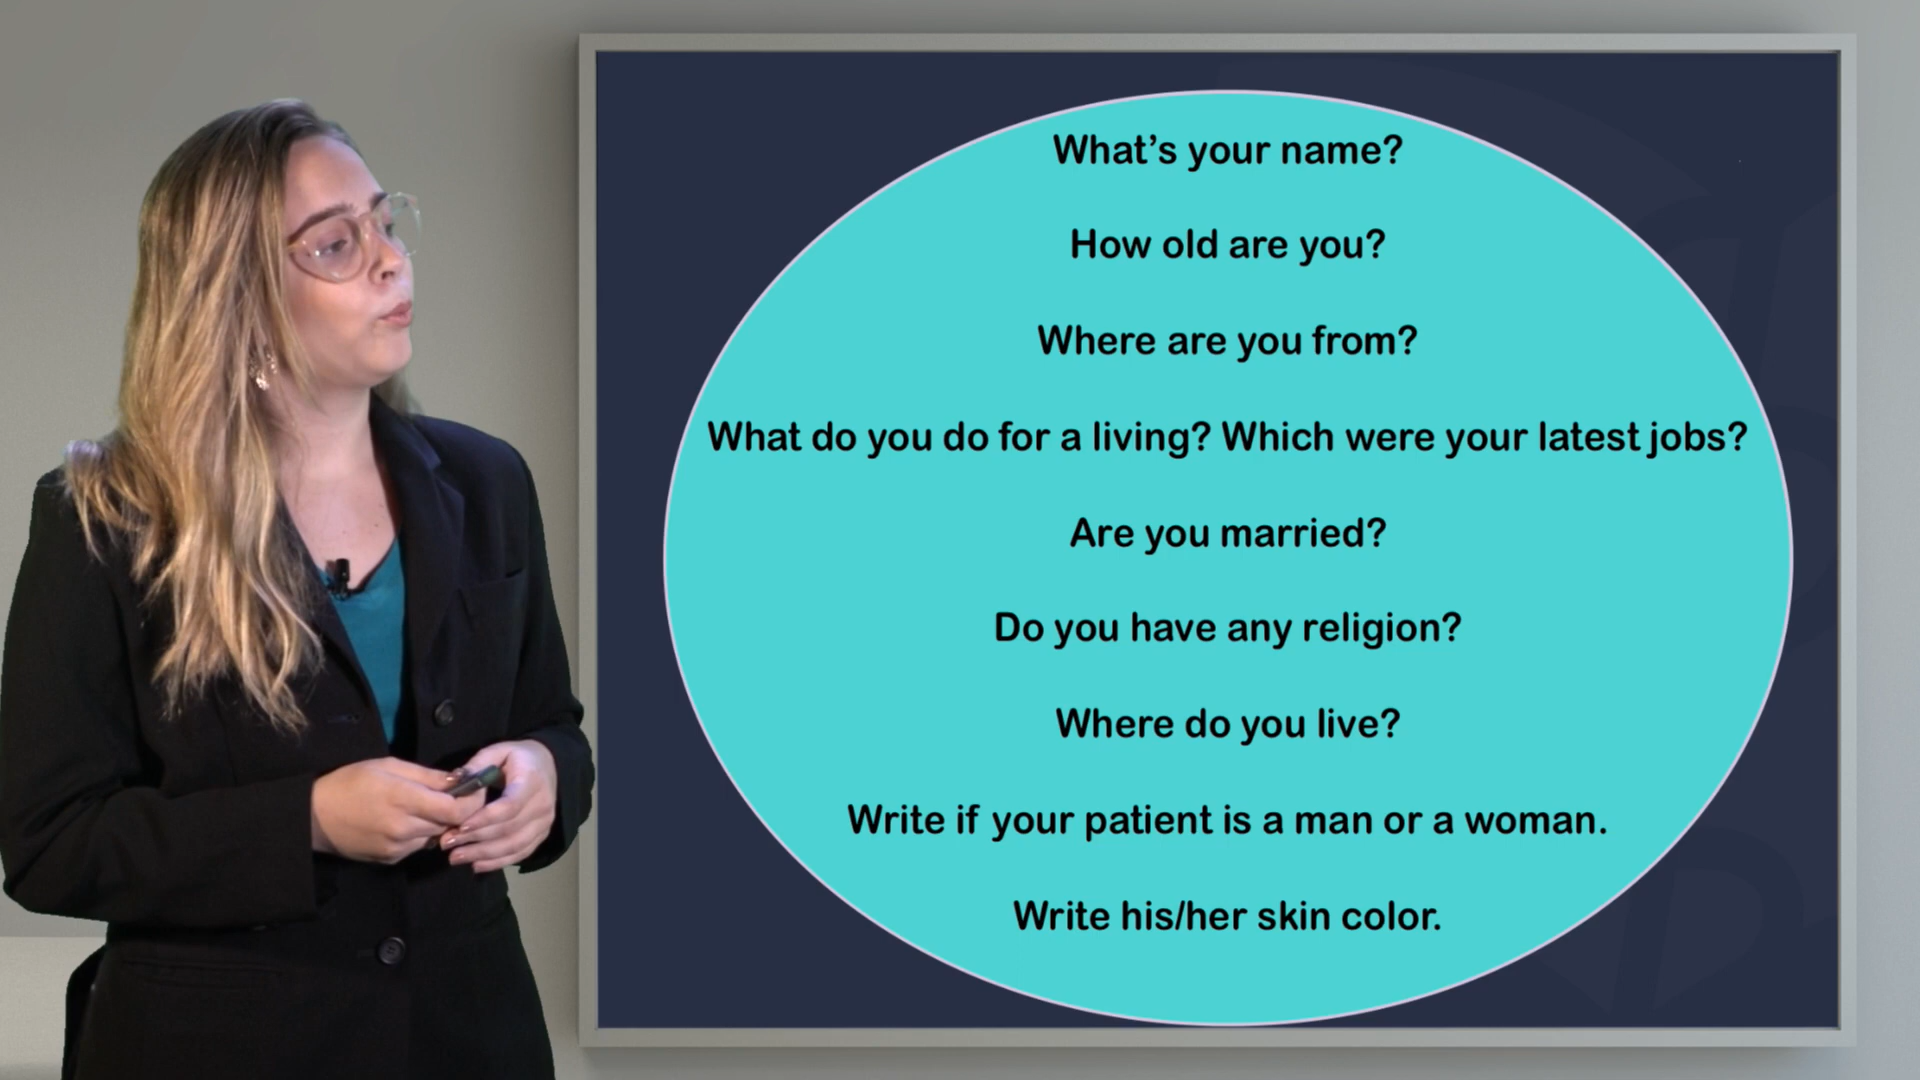 What’s your name?
How old are you?
Where are you from?
What do you do for a living? Which were your latest jobs?
Are you married?
Do you have any religion?
Where do you live?
Write if your patient is a man or a woman.
Write his/her skin color.